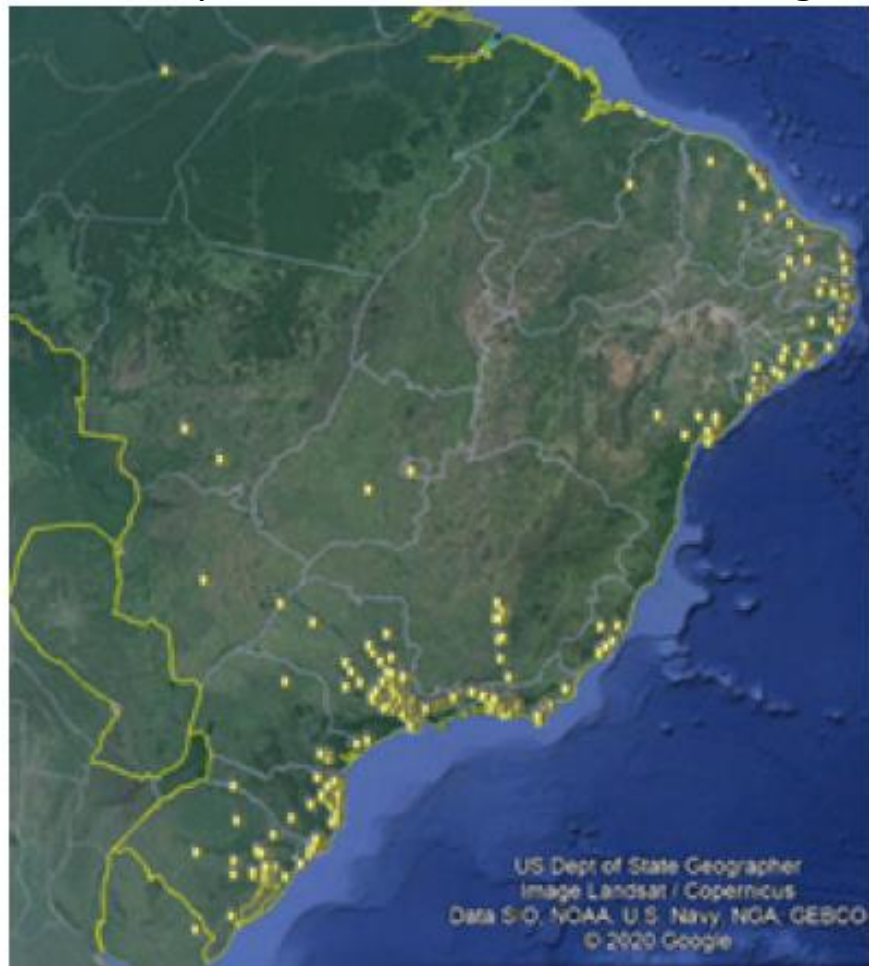 US Dept of State Geographer
Image Landsat / Copernicus
Data SIO, NOAA, U.S. Navy, NGA, GEBCO
© 2020 Google